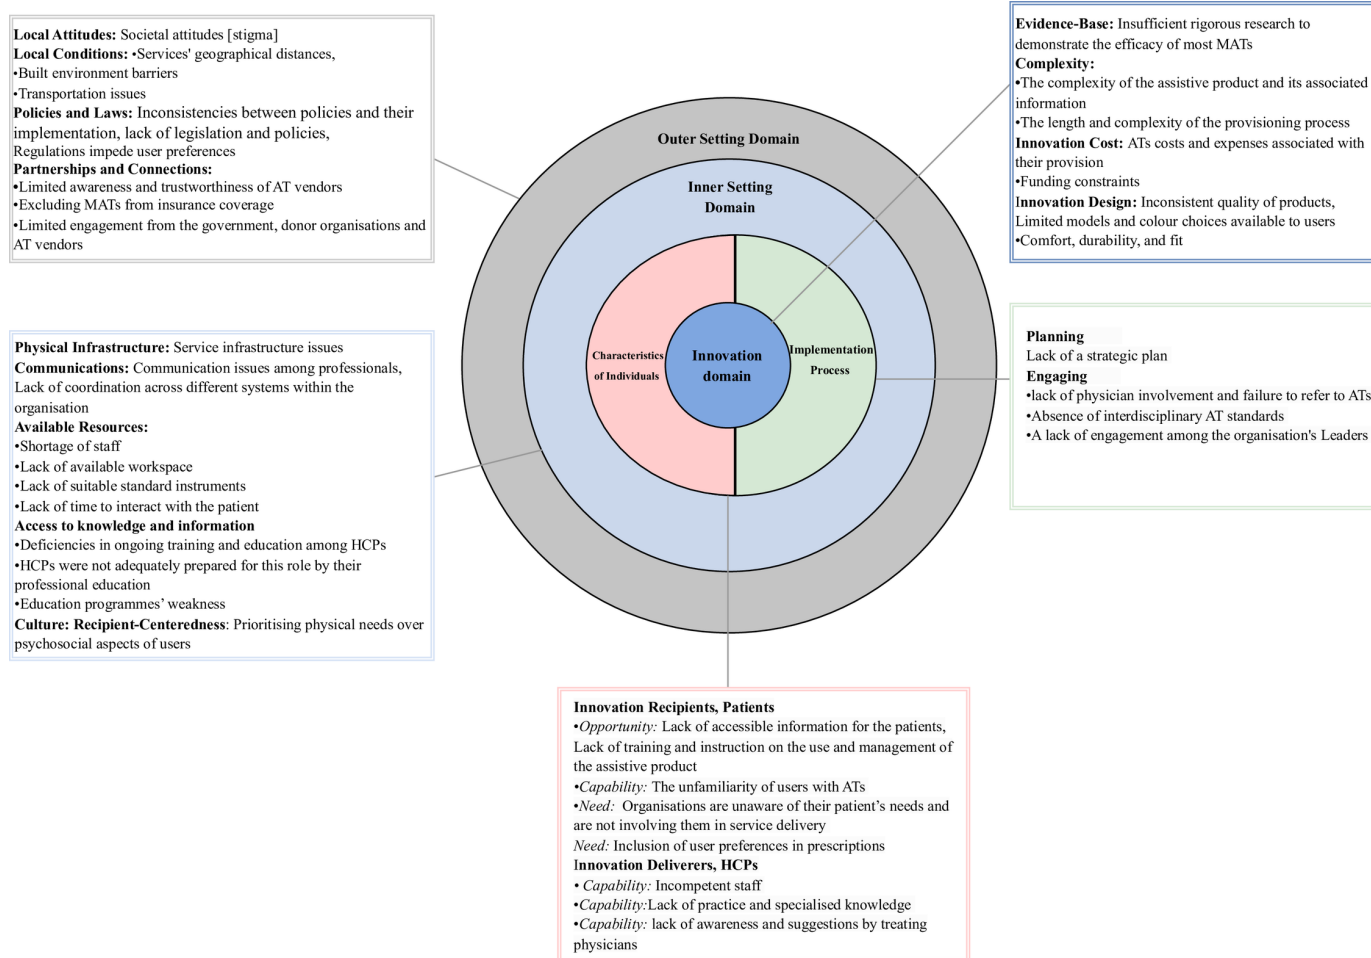 Local Attitudes: Societal attitudes [stigma]
Local Conditions: •Services' geographical distances,
•Built environment barriers
•Transportation issues
Policies and Laws: Inconsistencies between policies and their
implementation, lack of legislation and policies,
Regulations impede user preferences
Partnerships and Connections:
•Limited awareness and trustworthiness of AT vendors
•Excluding MATs from insurance coverage
•Limited engagement from the government, donor organisations and
AT vendors
Evidence-Base: Insufficient rigorous research to
demonstrate the efficacy of most MATs
Complexity:
•The complexity of the assistive product and its associated
information
•The length and complexity of the provisioning process
Innovation Cost: ATs costs and expenses associated with
their provision
•Funding constraints
Innovation Design: Inconsistent quality of products,
Limited models and colour choices available to users
•Comfort, durability, and fit
Outer Setting Domain
Inner Setting
Domain
Characteristics
of Individuals
Innovation
domain
Implementation
Process
Physical Infrastructure: Service infrastructure issues
Communications: Communication issues among professionals,
Lack of coordination across different systems within the
organisation
Available Resources:
•Shortage of staff
•Lack of available workspace
•Lack of suitable standard instruments
•Lack of time to interact with the patient
Access to knowledge and information
•Deficiencies in ongoing training and education among HCPs
•HCPs were not adequately prepared for this role by their
professional education
•Education programmes’ weakness
Culture: Recipient-Centeredness: Prioritising physical needs over
psychosocial aspects of users
Planning
Lack of a strategic plan
Engaging
•lack of physician involvement and failure to refer to ATs
•Absence of interdisciplinary AT standards
•A lack of engagement among the organisation's Leaders
Innovation Recipients, Patients
•Opportunity: Lack of accessible information for the patients,
Lack of training and instruction on the use and management of
the assistive product
•Capability: The unfamiliarity of users with ATs
•Need: Organisations are unaware of their patient’s needs and
are not involving them in service delivery
Need: Inclusion of user preferences in prescriptions
Innovation Deliverers, HCPs
• Capability: Incompetent staff
•Capability:Lack of practice and specialised knowledge
•Capability: lack of awareness and suggestions by treating
physicians